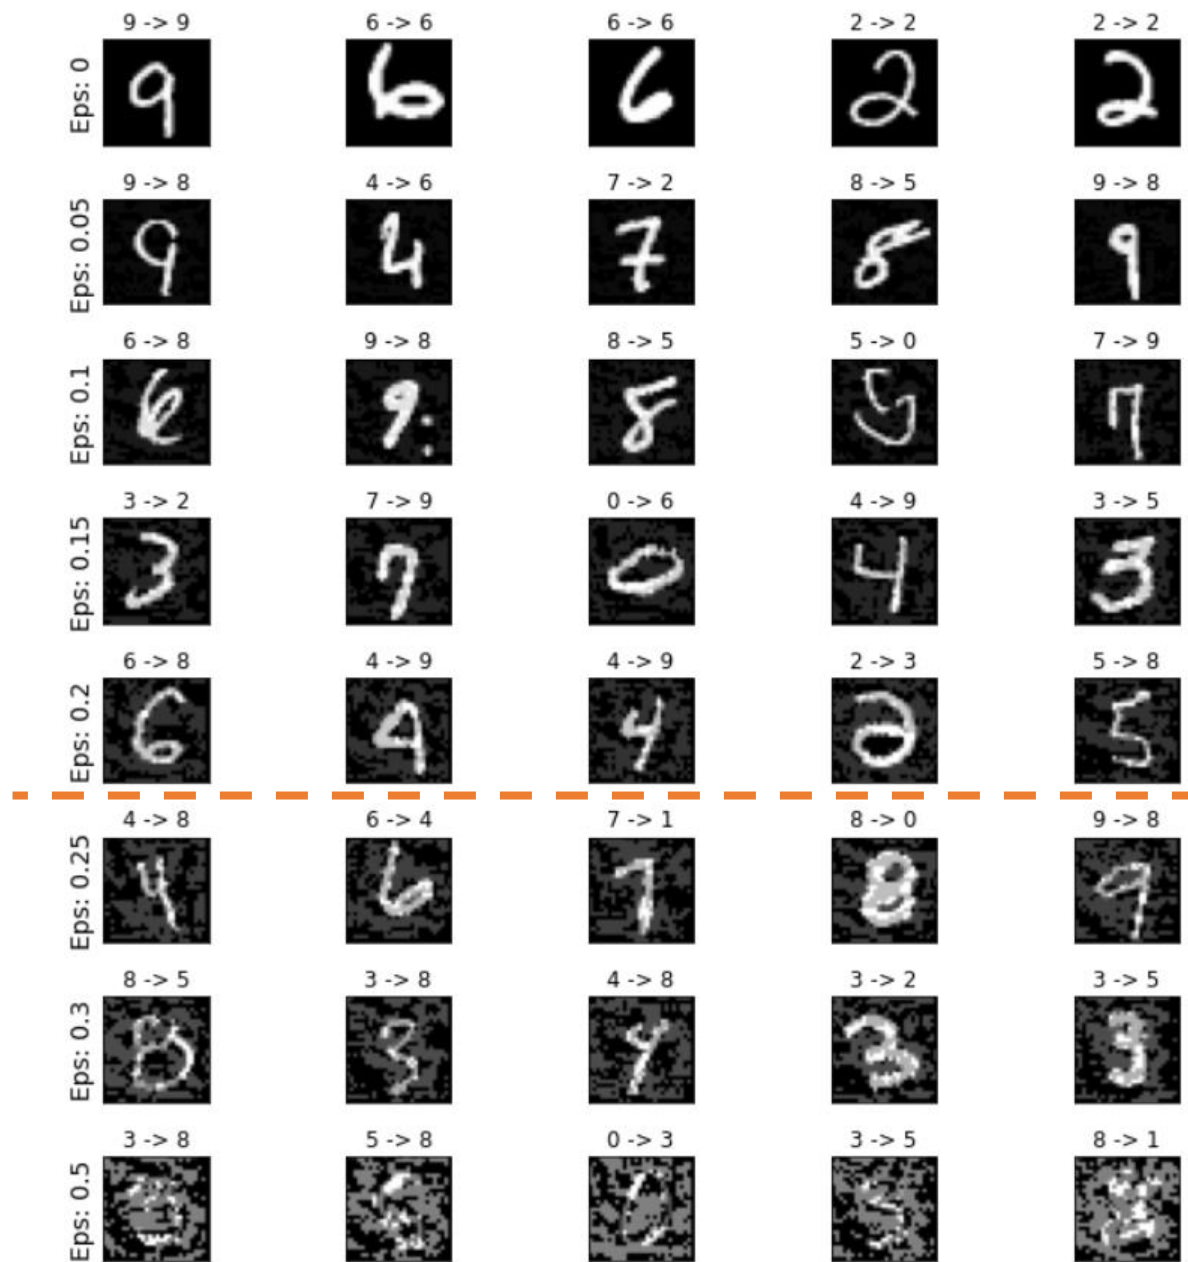 9 -> 9 6 -> 6 6 -> 6 2 -> 2 2 -> 2
Eps: 0
9 -> 8 4 -> 6 7 -> 2 8 -> 5 9 -> 8
Eps: 0.05
6 -> 8 9 -> 8 8 -> 5 5 -> 0 7 -> 9
Eps: 0.1
3 -> 2 7 -> 9 0 -> 6 4 -> 9 3 -> 5
Eps: 0.15
6 -> 8 4 -> 9 4 -> 9 2 -> 3 5 -> 8
Eps: 0.2
4 -> 8 6 -> 4 7 -> 1 8 -> 0 9 -> 8
Eps: 0.25
8 -> 5 3 -> 8 4 -> 8 3 -> 2 3 -> 5
Eps: 0.3
3 -> 8 5 -> 8 0 -> 3 3 -> 5 8 -> 1
Eps: 0.5